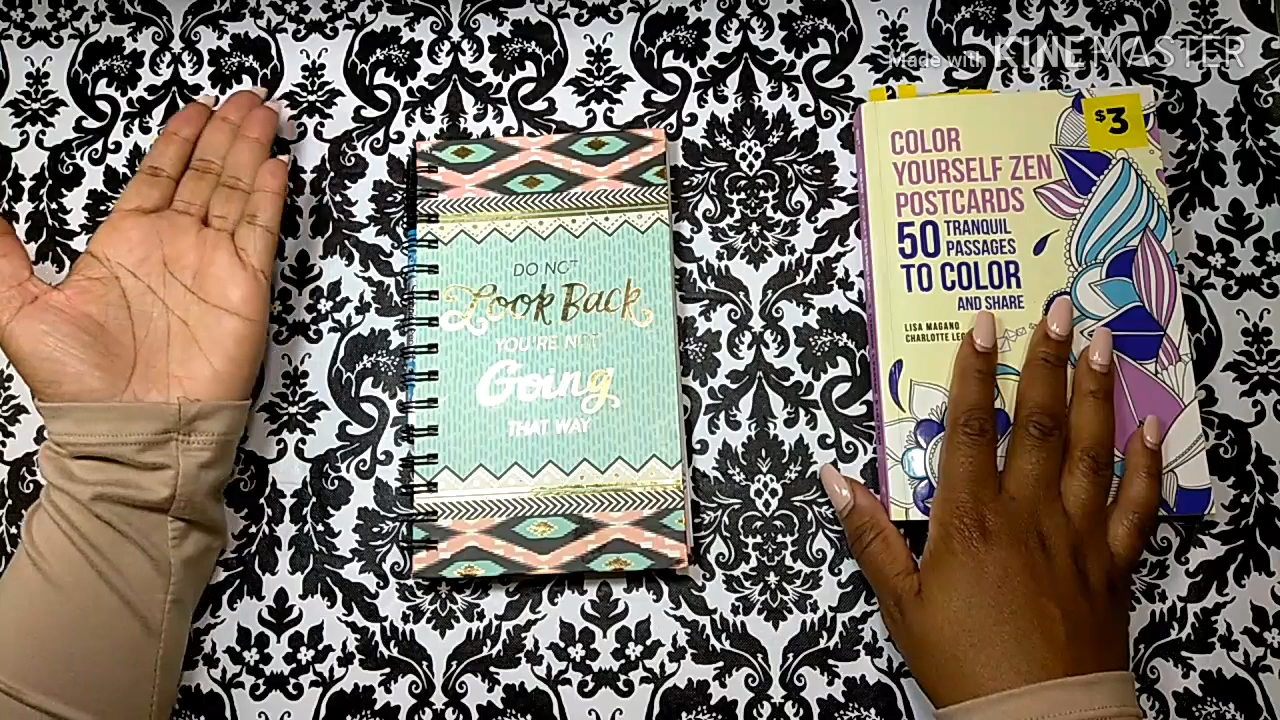 Made with KINEMASTER
$3
COLOR
YOURSELF ZEN
POSTCARDS
50 TRANQUIL
PASSAGES
TO COLOR
AND SHARE
LISA MAGANO
CHARLOTTE
DO NOT
Look Back
YOU'RE NOT
Going
THAT WAY